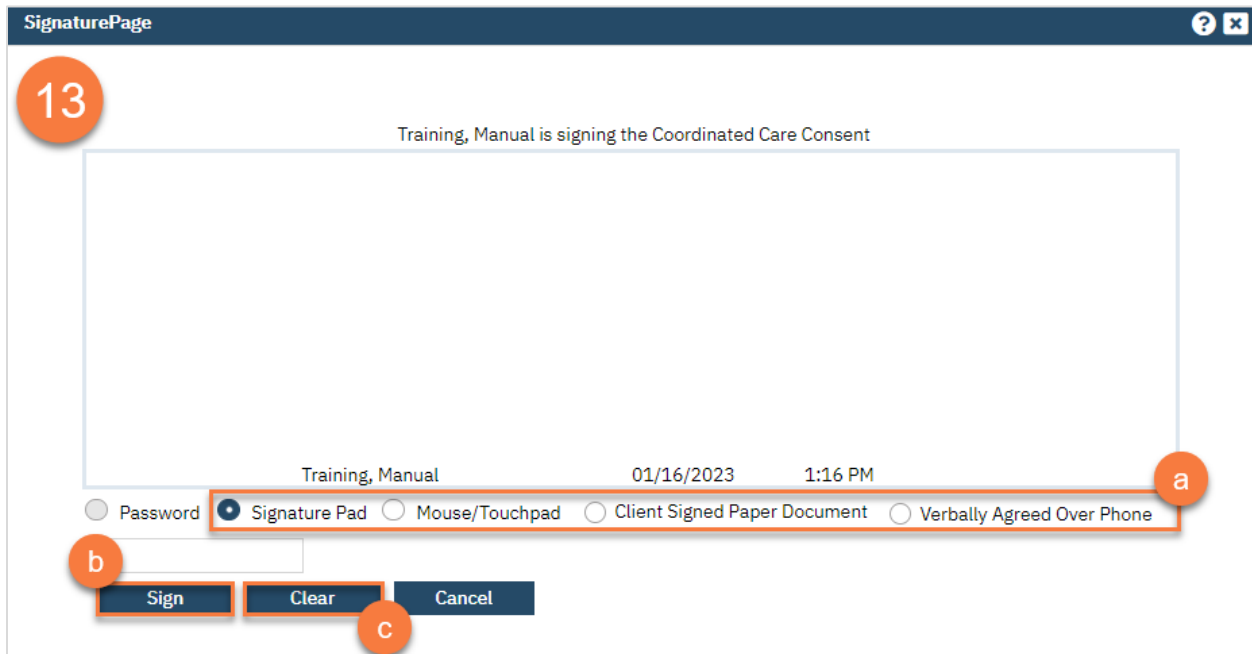 SignaturePage
13
Training, Manual is signing the Coordinated Care Consent
Training, Manual 01/16/2023 1:16 PM
a
Password Signature Pad Mouse/Touchpad Client Signed Paper Document Verbally Agreed Over Phone
b
Sign Clear Cancel
c